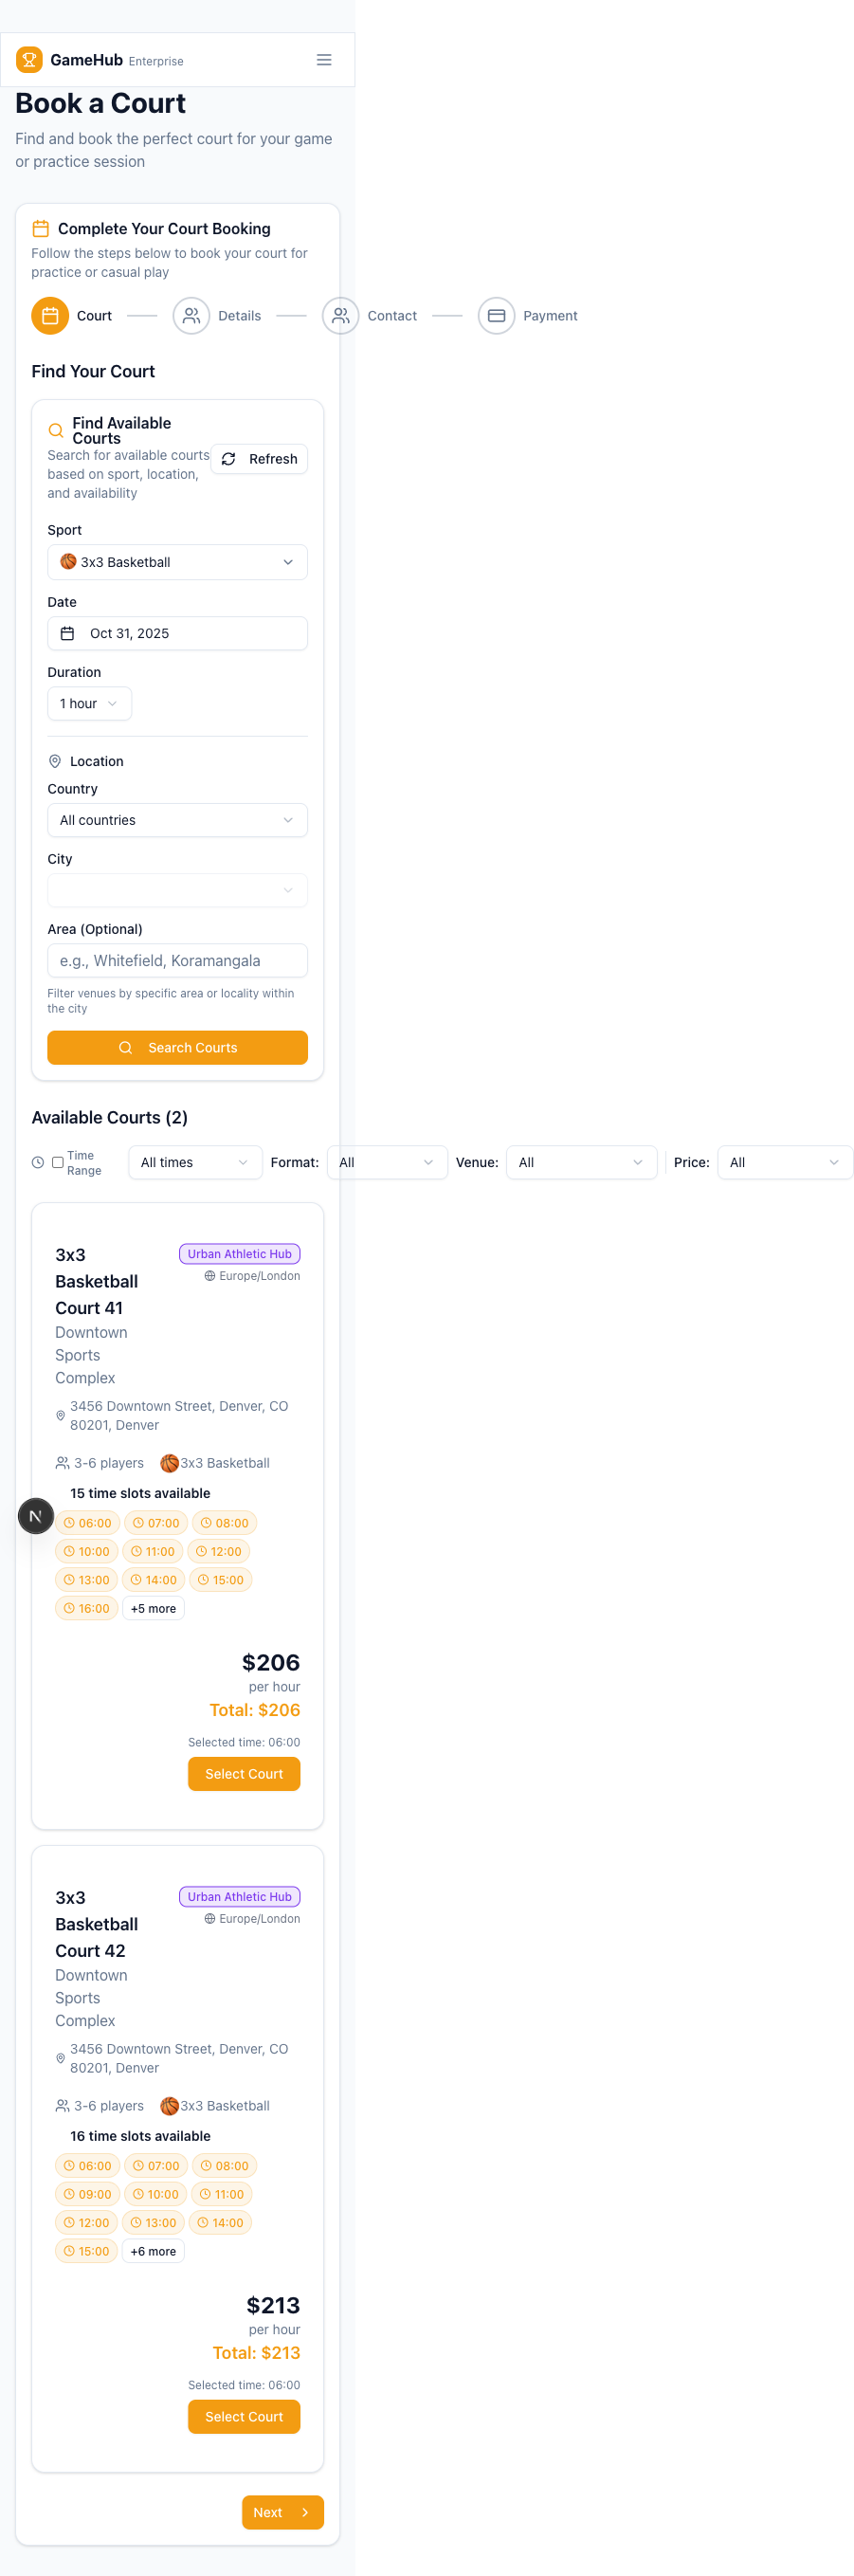 GameHub Enterprise
Book a Court
Find and book the perfect court for your game
or practice session
Complete Your Court Booking
Follow the steps below to book your court for
practice or casual play
Court Details Contact Payment
Find Your Court
Find Available
Courts
Search for available courts
based on sport, location,
and availability
Refresh
Sport
3x3 Basketball
Date
Oct 31, 2025
Duration
1 hour
Location
Country
All countries
City
Area (Optional)
e.g., Whitefield, Koramangala
Filter venues by specific area or locality within
the city
Search Courts
Available Courts (2)
Time
Range
All times Format: All Venue: All Price: All
3x3
Basketball
Court 41
Urban Athletic Hub
Europe/London
Downtown
Sports
Complex
3456 Downtown Street, Denver, CO
80201, Denver
3-6 players 3x3 Basketball
15 time slots available
N
06:00 07:00 08:00
10:00 11:00 12:00
13:00 14:00 15:00
16:00 +5 more
$206
per hour
Total: $206
Selected time: 06:00
Select Court
3x3
Basketball
Court 42
Urban Athletic Hub
Europe/London
Downtown
Sports
Complex
3456 Downtown Street, Denver, CO
80201, Denver
3-6 players 3x3 Basketball
16 time slots available
06:00 07:00 08:00
09:00 10:00 11:00
12:00 13:00 14:00
15:00 +6 more
$213
per hour
Total: $213
Selected time: 06:00
Select Court
Next